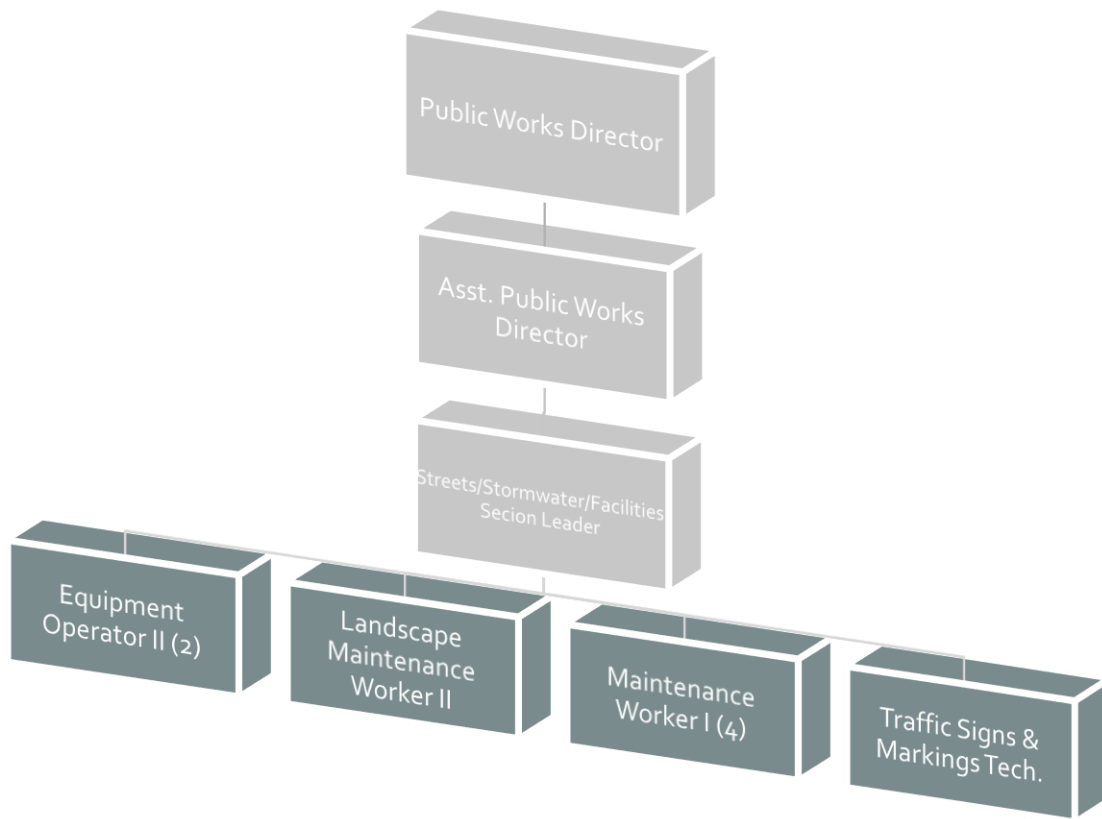 Public Works Director
Asst. Public Works
Director
Streets/Stormwater/Facilities
Secion Leader
Equipment
Operator II (2)
Landscape
Maintenance
Worker II
Maintenance
Worker I (4)
Traffic Signs &
Markings Tech.